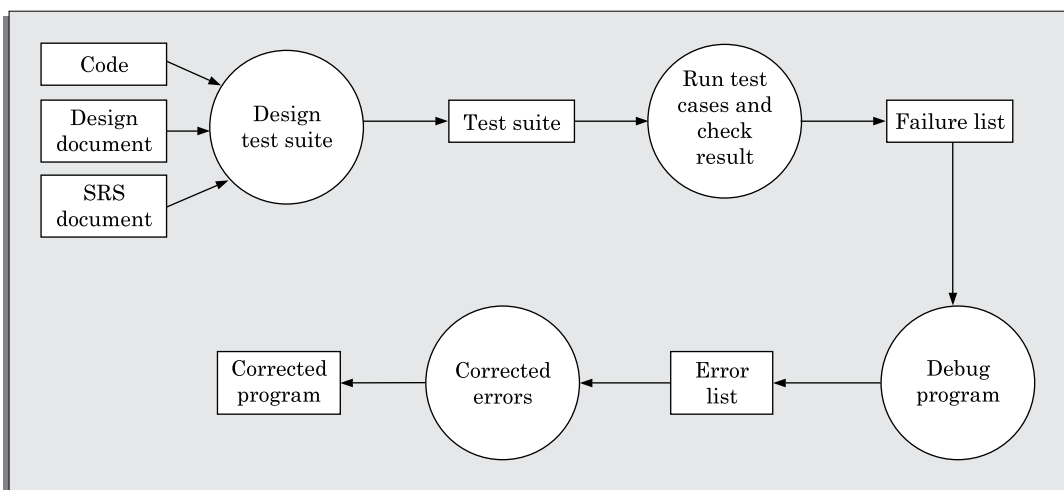 Code
Design
document
SRS
document
Design
test suite
Test suite
Run test
cases and
check
result
Failure list
Debug
program
Error
list
Corrected
errors
Corrected
program